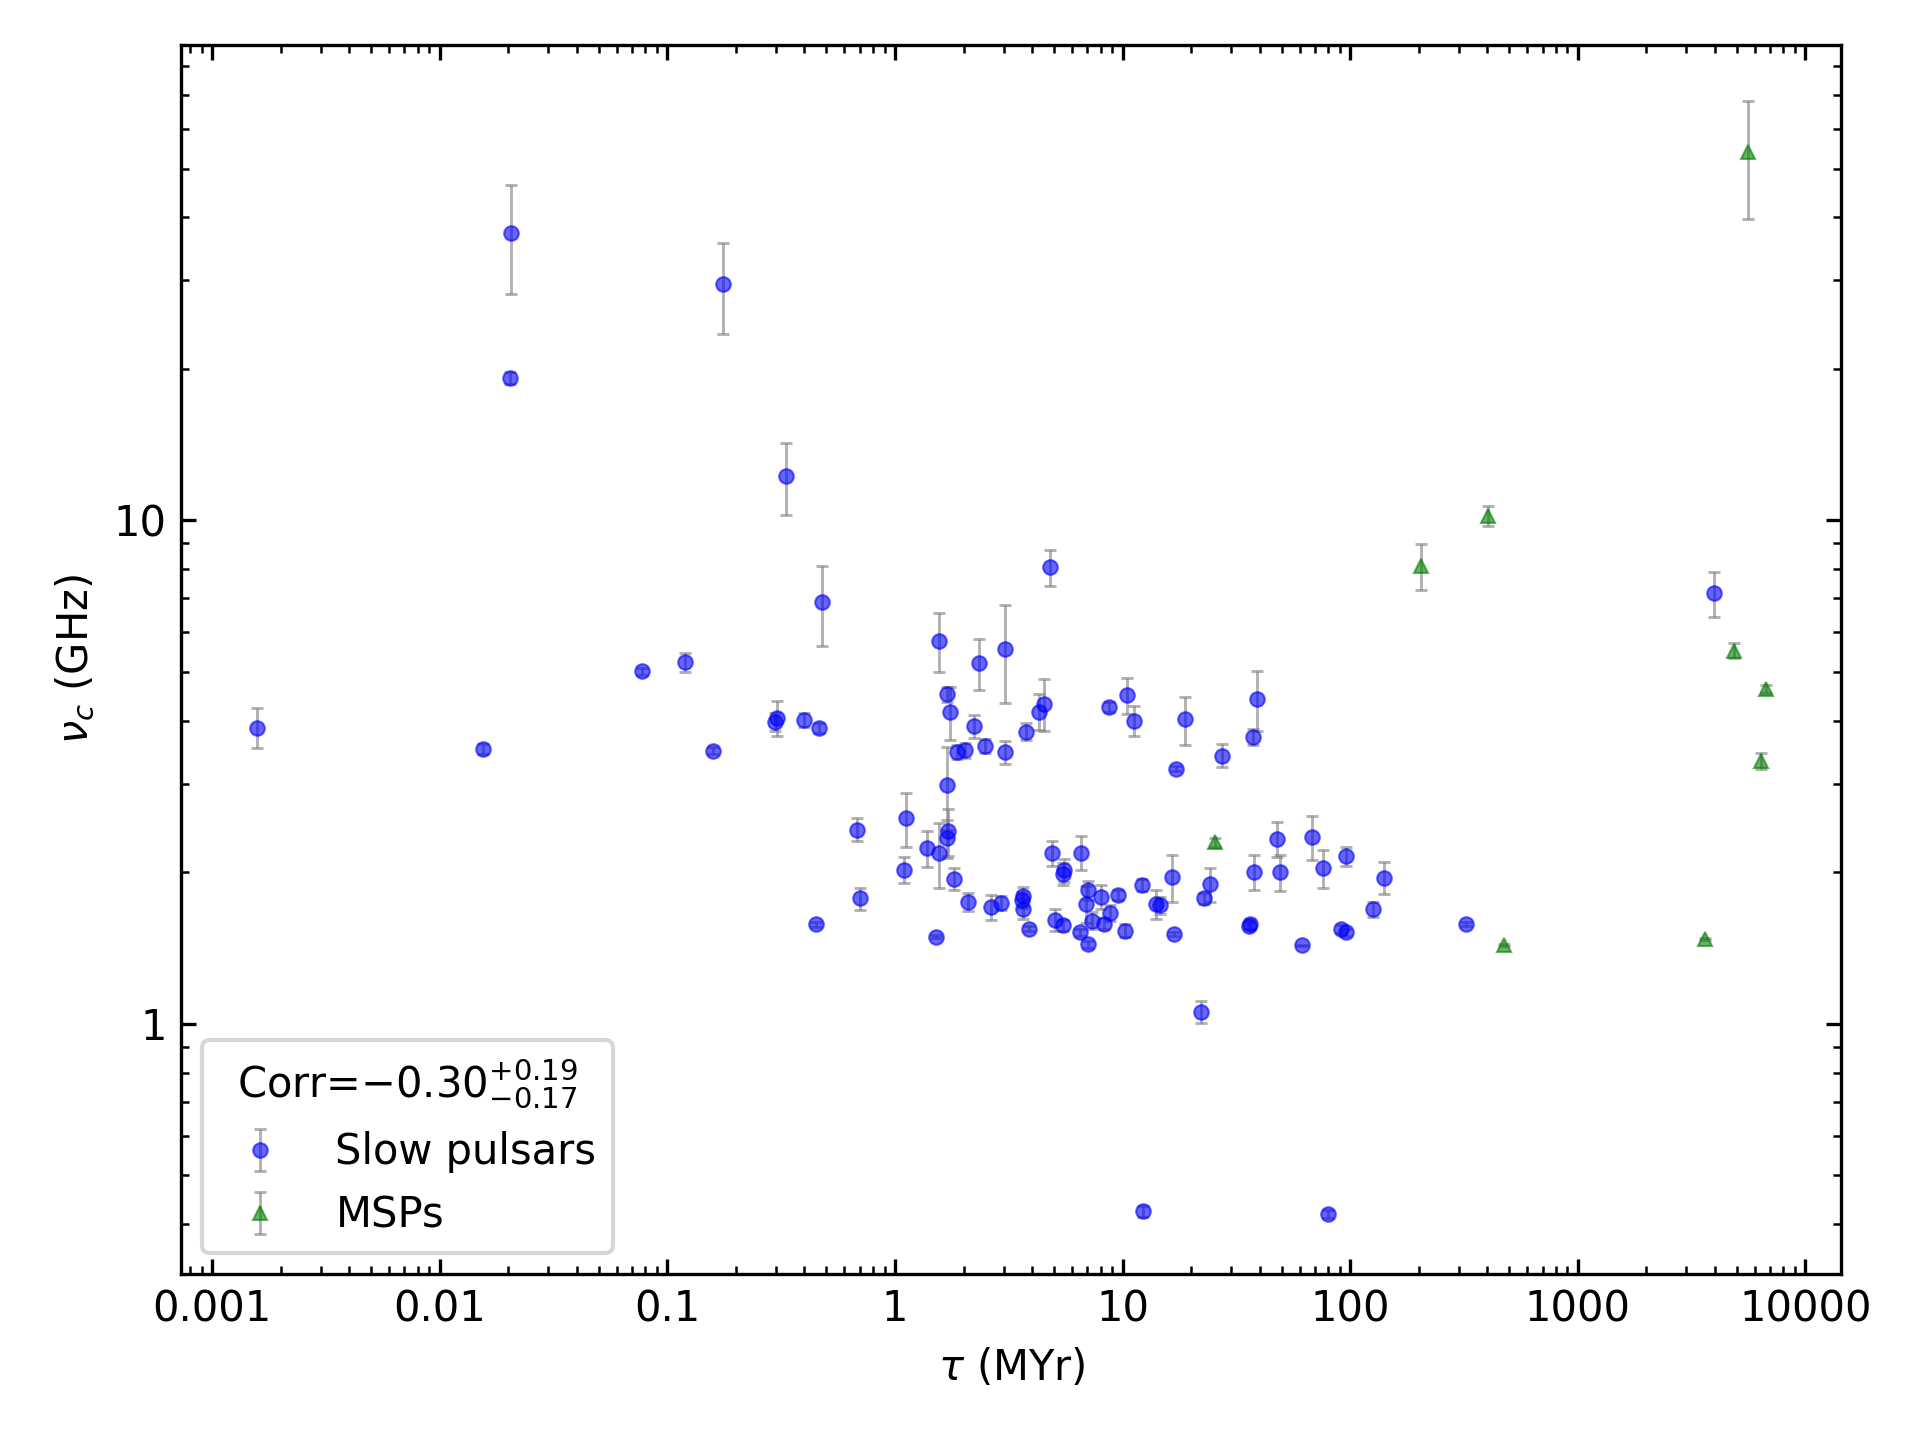 10
1
ν_c (GHz)
Corr=−0.30 +0.19 −0.17
Slow pulsars
MSPs
0.001 0.01 0.1 1 10 100 1000 10000
τ (MYr)